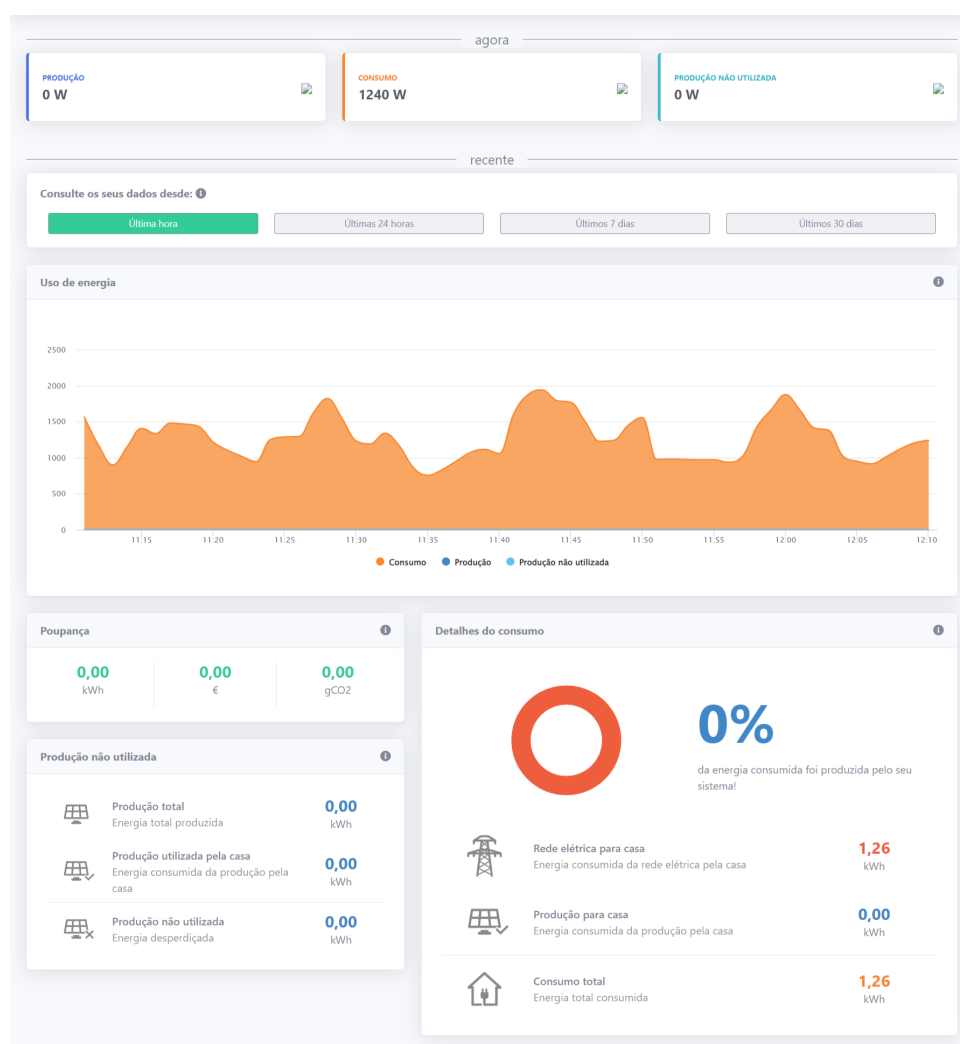 agora
PRODUÇÃO
0 W
CONSUMO
1240 W
PRODUÇÃO NÃO UTILIZADA
0 W
recente
Consulte os seus dados desde:
Última hora
Últimas 24 horas
Últimos 7 dias
Últimos 30 dias
Uso de energia
2500
2000
1500
1000
500
0
11:15
11:20
11:25
11:30
11:35
11:40
11:45
11:50
11:55
12:00
12:05
12:10
Consumo
Produção
Produção não utilizada
Poupança
0,00
kWh
0,00
€
0,00
gCO2
Produção não utilizada
Produção total
Energia total produzida
0,00
kWh
Produção utilizada pela casa
Energia consumida da produção pela
casa
0,00
kWh
Produção não utilizada
Energia desperdiçada
0,00
kWh
Detalhes do consumo
0%
da energia consumida foi produzida pelo seu
sistema!
Rede elétrica para casa
Energia consumida da rede elétrica pela casa
1,26
kWh
Produção para casa
Energia consumida da produção pela casa
0,00
kWh
Consumo total
Energia total consumida
1,26
kWh